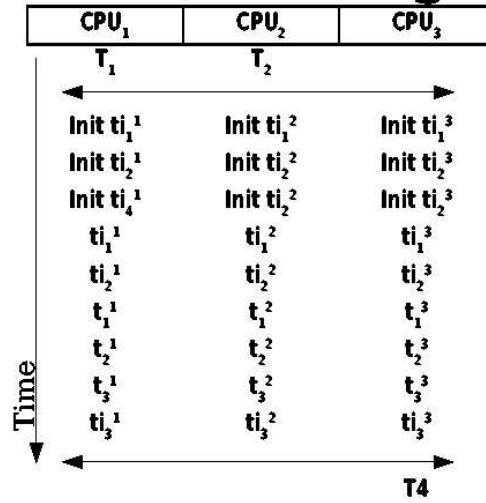 CPU₁ CPU₂ CPU₃
T₁ T₂
Init ti₁¹ Init ti₁² Init ti₁³
Init ti₂¹ Init ti₂² Init ti₂³
Init ti₄¹ Init ti₂² Init ti₂³
ti₁¹ ti₁² ti₁³
ti₂¹ ti₂² ti₂³
t₁¹ t₁² t₁³
t₂¹ t₂² t₂³
t₃¹ t₃² t₃³
ti₃¹ ti₃² ti₃³
T4
Time